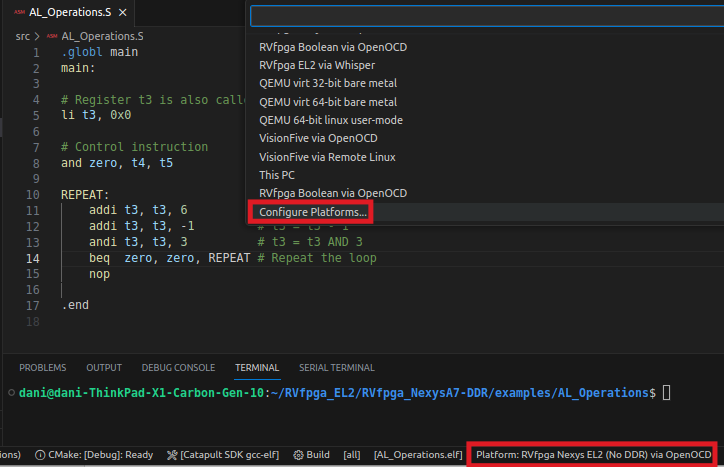 ASM AL_Operations.S ×
src > ASM AL_Operations.S
1 .globl main
2 main:
3
4 # Register t3 is also calle
5 li t3, 0x0
6
7 # Control instruction
8 and zero, t4, t5
9
10 REPEAT:
11 addi t3, t3, 6
12 addi t3, t3, -1 # t3 = t3 - 1
13 andi t3, t3, 3 # t3 = t3 AND 3
14 beq zero, zero, REPEAT # Repeat the loop
15 nop
16
17 .end
18
RVfpga Boolean via OpenOCD
RVfpga EL2 via Whisper
QEMU virt 32-bit bare metal
QEMU virt 64-bit bare metal
QEMU 64-bit linux user-mode
VisionFive via OpenOCD
VisionFive via Remote Linux
This PC
RVfpga Boolean via OpenOCD
Configure Platforms...
PROBLEMS OUTPUT DEBUG CONSOLE TERMINAL SERIAL TERMINAL
dani@dani-ThinkPad-X1-Carbon-Gen-10:~/RVfpga_EL2/RVfpga_NexysA7-DDR/examples/AL_Operations$
ons) CMake: [Debug]: Ready [Catapult SDK gcc-elf] Build [all] [AL_Operations.elf] Platform: RVfpga Nexys EL2 (No DDR) via OpenOCD